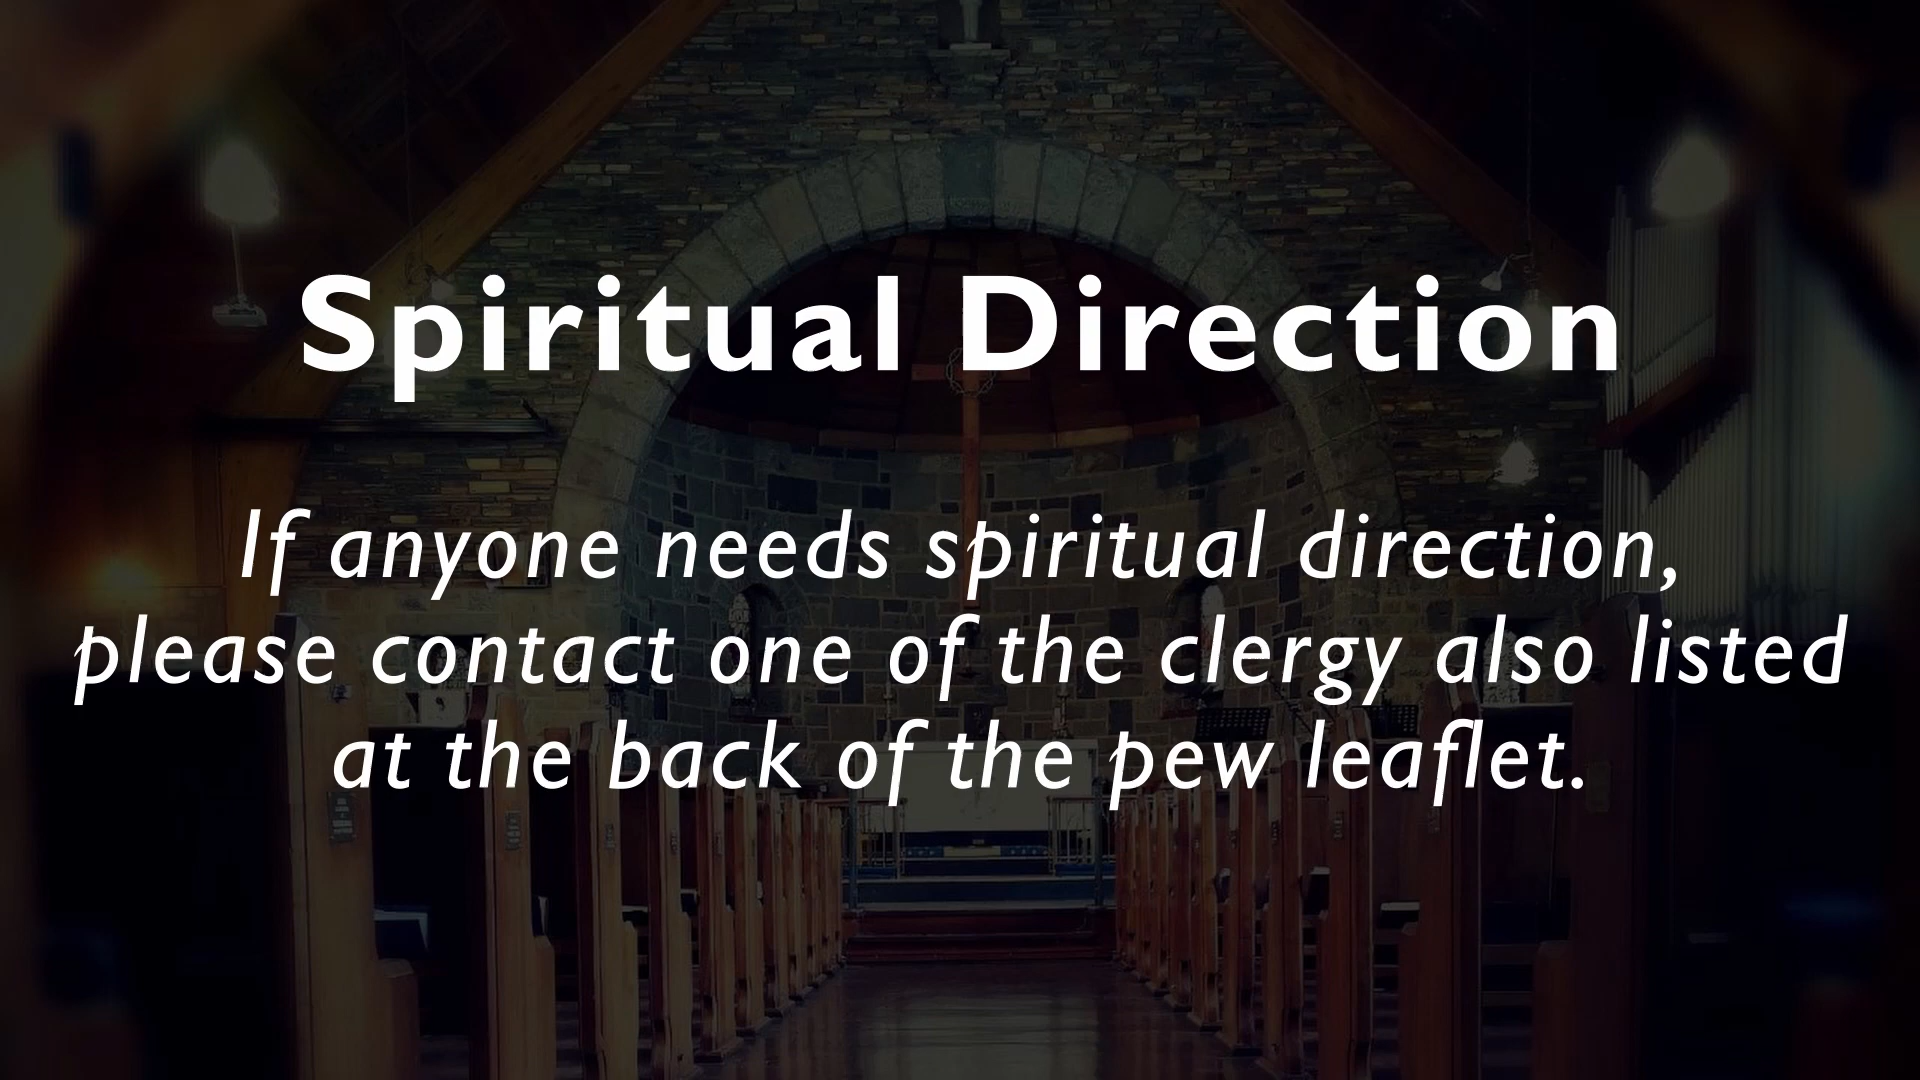 Spiritual Direction
If anyone needs spiritual direction,
please contact one of the clergy also listed
at the back of the pew leaflet.